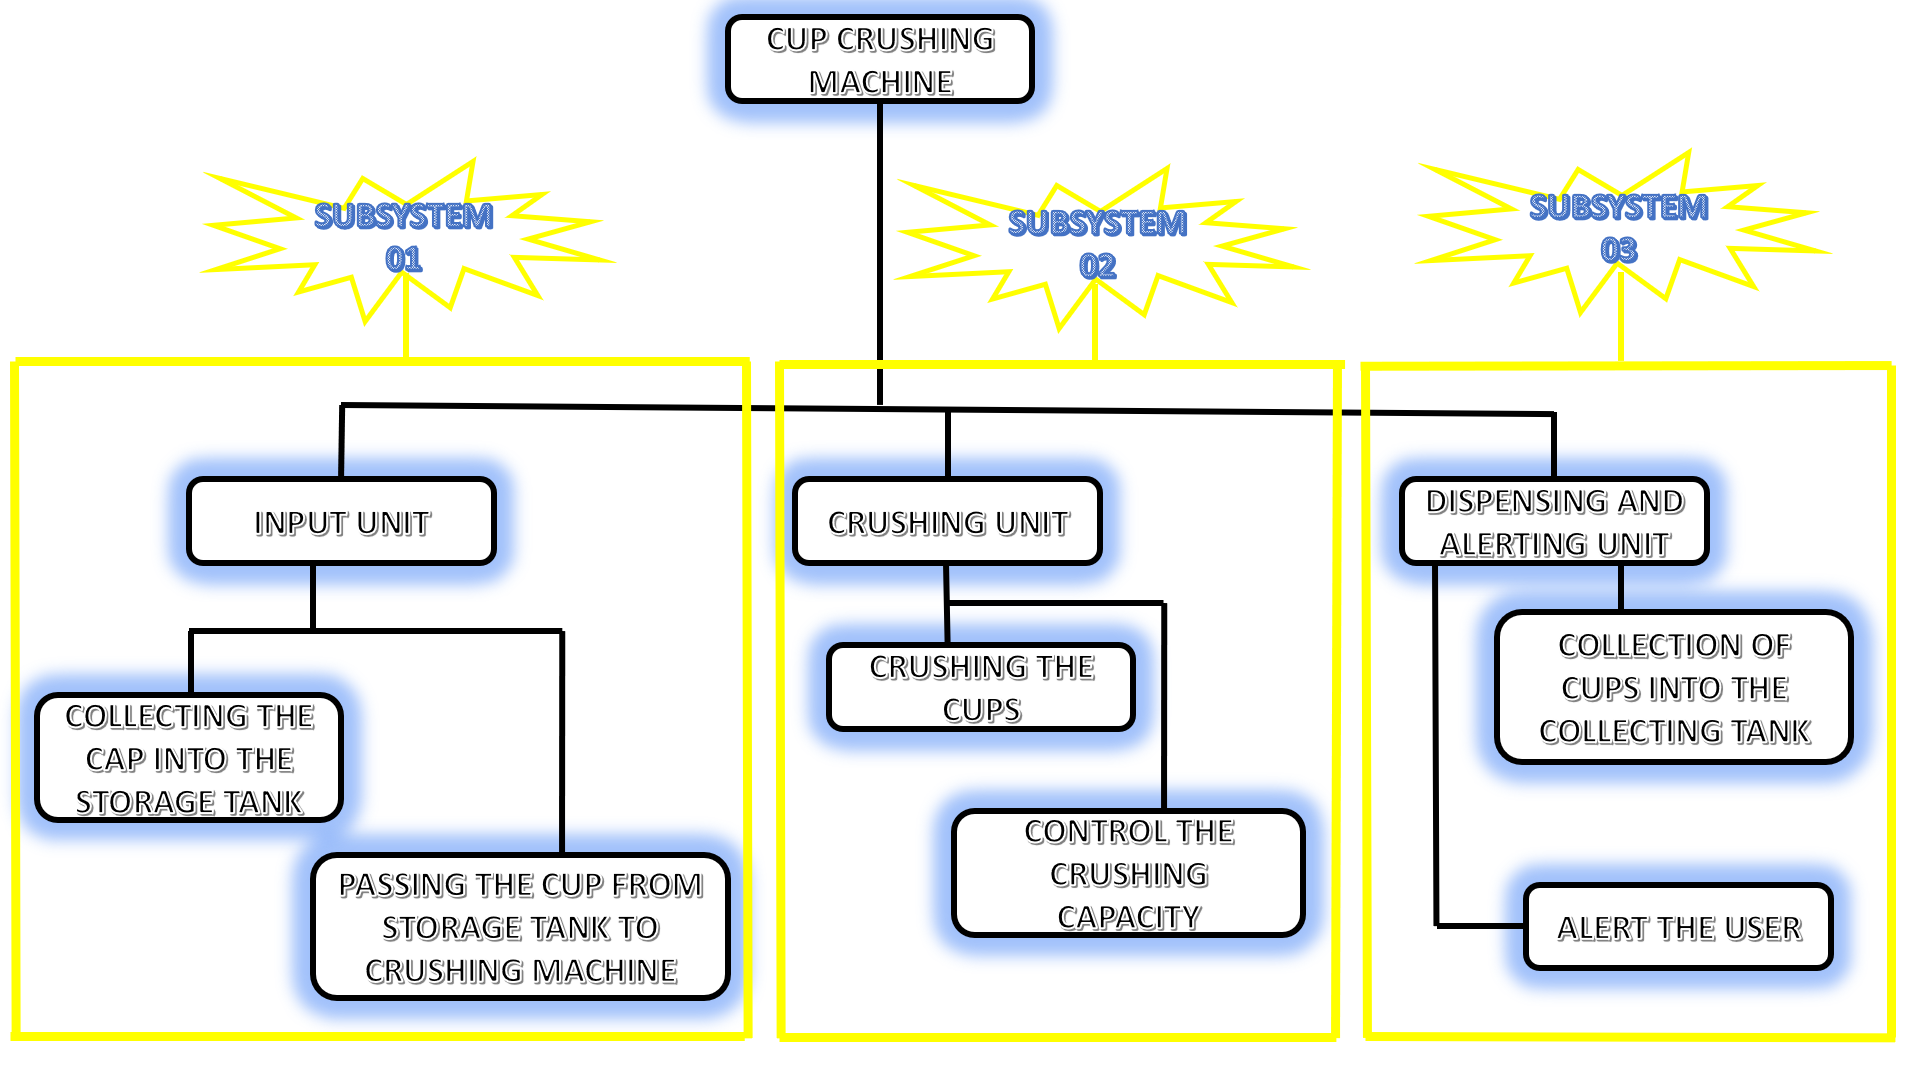 CUP CRUSHING
MACHINE
SUBSYSTEM
01
SUBSYSTEM
02
SUBSYSTEM
03
INPUT UNIT
CRUSHING UNIT
DISPENSING AND
ALERTING UNIT
COLLECTING THE
CAP INTO THE
STORAGE TANK
PASSING THE CUP FROM
STORAGE TANK TO
CRUSHING MACHINE
CRUSHING THE
CUPS
CONTROL THE
CRUSHING
CAPACITY
COLLECTION OF
CUPS INTO THE
COLLECTING TANK
ALERT THE USER